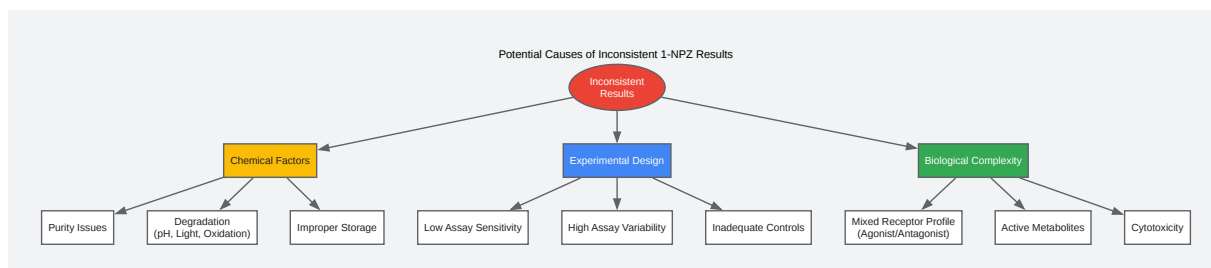 Potential Causes of Inconsistent 1-NPZ Results
Inconsistent
Results
Chemical Factors
Experimental Design
Biological Complexity
Purity Issues
Degradation
(pH, Light, Oxidation)
Improper Storage
Low Assay Sensitivity
High Assay Variability
Inadequate Controls
Mixed Receptor Profile
(Agonist/Antagonist)
Active Metabolites
Cytotoxicity